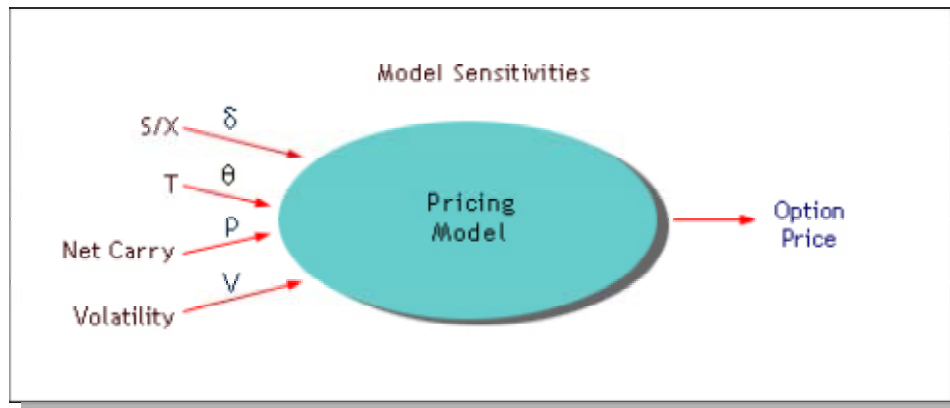 Model Sensitivities
S/X
δ
T
θ
Net Carry
ρ
Volatility
V
Pricing
Model
Option
Price